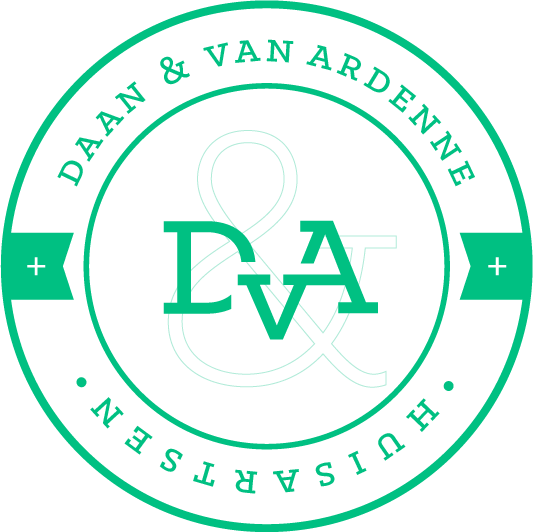 DAAN & VAN ARDENNE
&
DVA
+ +
• HUISARTSEN •